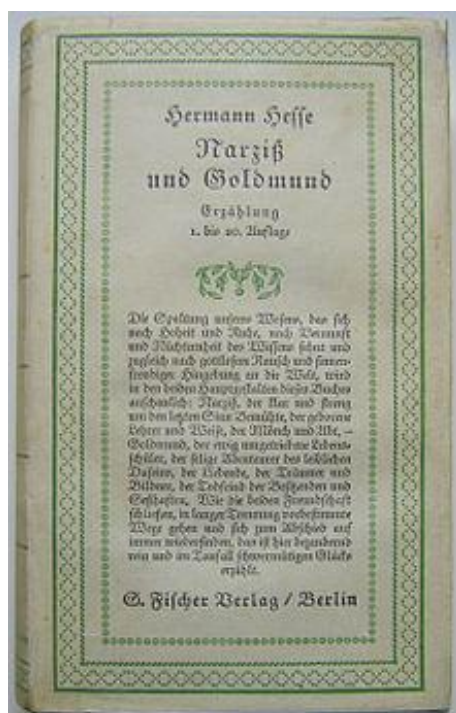 Hermann Hesse
Narziß
und Goldmund
Erzählung
1. bis 20. Auflage
Die Spaltung unseres Wesens, das sich
nach Hoheit und Ruhe, nach Vernunft
und Nüchternheit des Wissens sehnt und
zugleich nach gottlosem Rausch und sinnen-
freudiger Hingebung an die Welt, wird
in den beiden Hauptgestalten dieses Buches
anschaulich: Narziß, der klar und streng
um den letzten Sinn Bemühte, der geborene
Lehrer und Weise, der Mönch und Abt, –
Goldmund, der ewig umgetriebene Lebens-
schüler, der selige Abenteurer des leiblichen
Daseins, der Liebende, der Träumer und
Bildner, der Todfeind der Besitzenden und
Seßhaften. Wie die beiden Freundschaft
schließen, in langer Trennung vorbestimmte
Wege gehen und sich zum Abschied auf
immer wiederfinden, das ist hier bezaubernd
rein und im schwermütigen Glücks
erzählt.
S. Fischer Verlag / Berlin